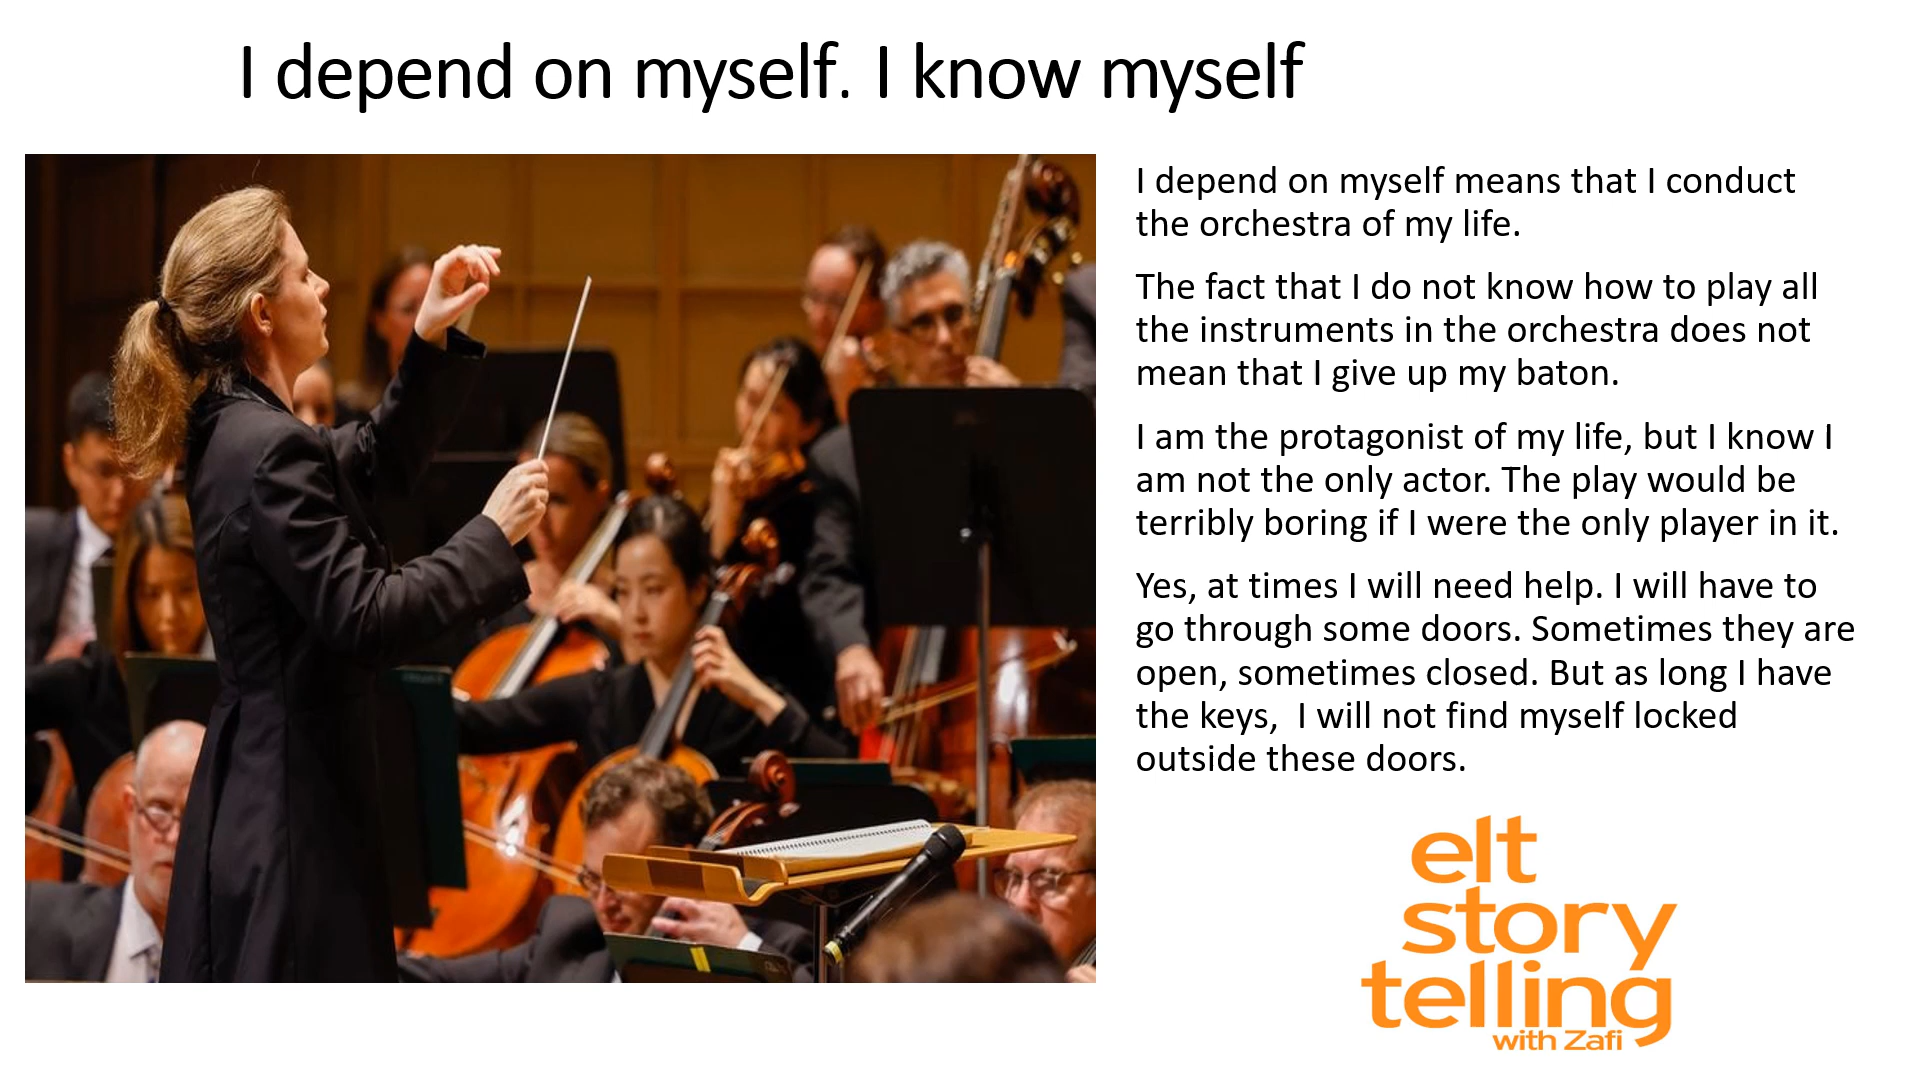 I depend on myself. I know myself
I depend on myself means that I conduct
the orchestra of my life.
The fact that I do not know how to play all
the instruments in the orchestra does not
mean that I give up my baton.
I am the protagonist of my life, but I know I
am not the only actor. The play would be
terribly boring if I were the only player in it.
Yes, at times I will need help. I will have to
go through some doors. Sometimes they are
open, sometimes closed. But as long I have
the keys,  I will not find myself locked
outside these doors.
elt
story
telling
with Zafi